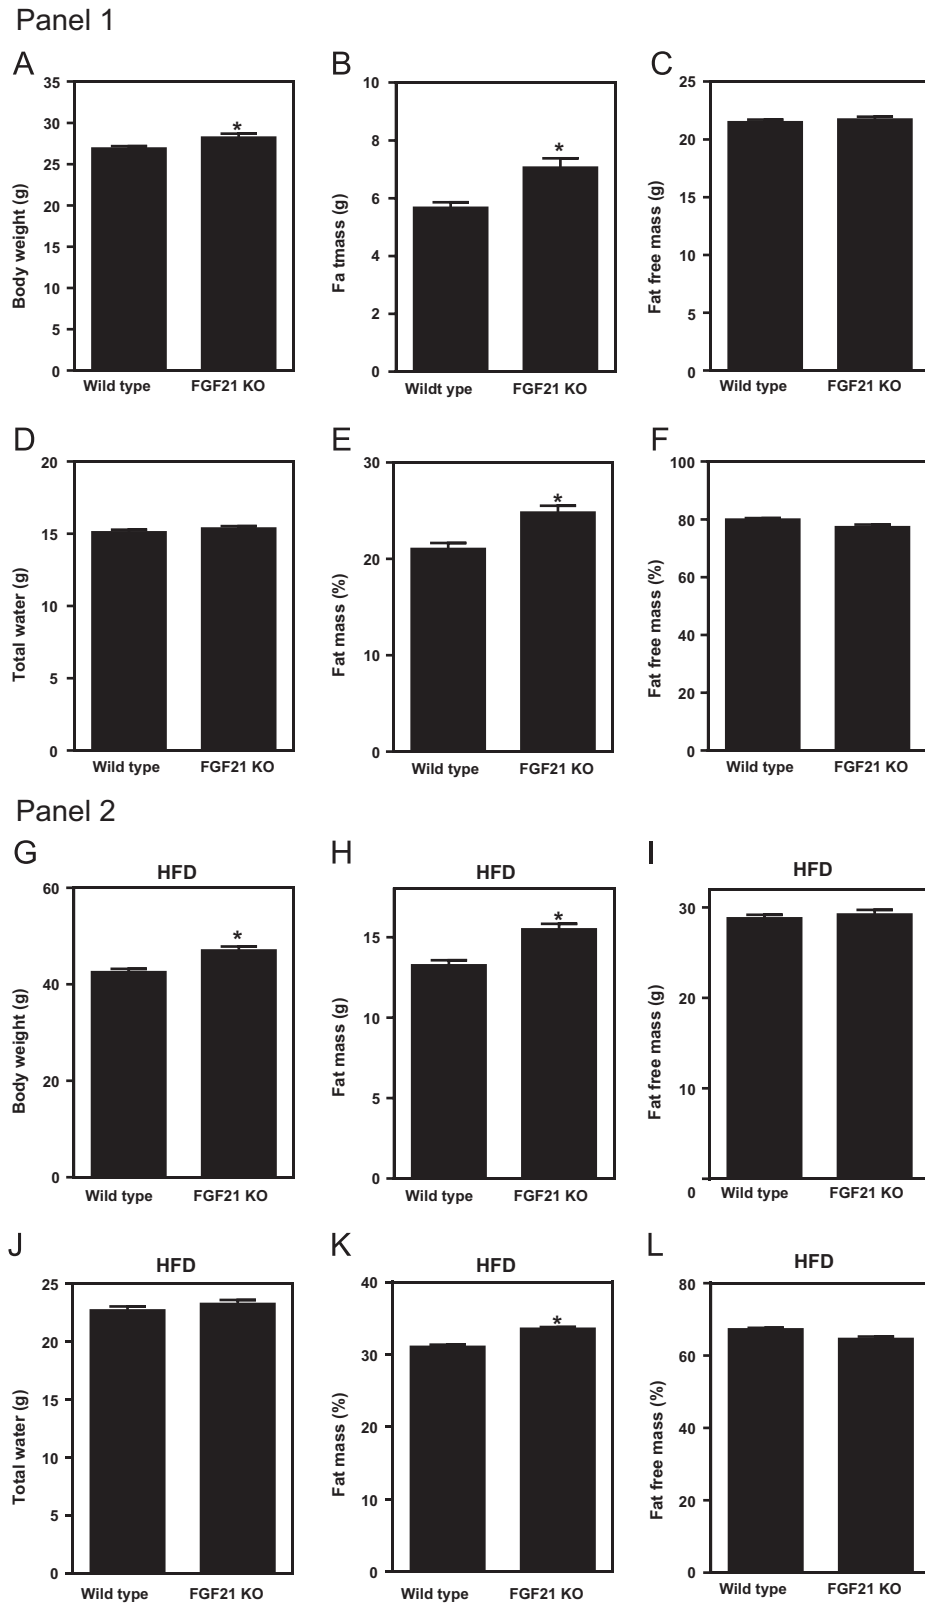 Panel 1
A
B
C
35
30
25
20
15
10
5
0
Body weight (g)
*
Wild type FGF21 KO
10
8
6
4
2
0
Fa tmass (g)
*
Wildt ype FGF21 KO
25
20
15
10
5
0
Fat free mass (g)
Wild type FGF21 KO
D
E
F
20
15
10
5
0
Total water (g)
Wild type FGF21 KO
30
20
10
0
Fat mass (%)
*
Wild type FGF21 KO
100
80
60
40
20
0
Fat free mass (%)
Wild type FGF21 KO
Panel 2
G
H
I
HFD
60
40
20
0
Body weight (g)
*
Wild type FGF21 KO
HFD
15
10
5
0
Fat mass (g)
*
Wild type FGF21 KO
HFD
30
20
10
0
Fat free mass (g)
Wild type FGF21 KO
J
K
L
HFD
25
20
15
10
5
0
Total water (g)
Wild type FGF21 KO
HFD
40
30
20
10
0
Fat mass (%)
*
Wild type FGF21 KO
HFD
80
60
40
20
0
Fat free mass (%)
Wild type FGF21 KO